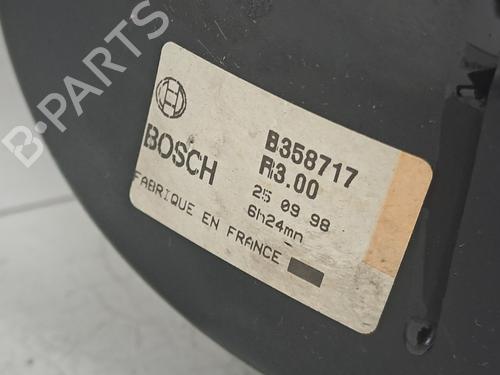 B-PARTS
BOSCH
B358717
R3.00
25 09 98
6h24mn
FABRIQUE EN FRANCE